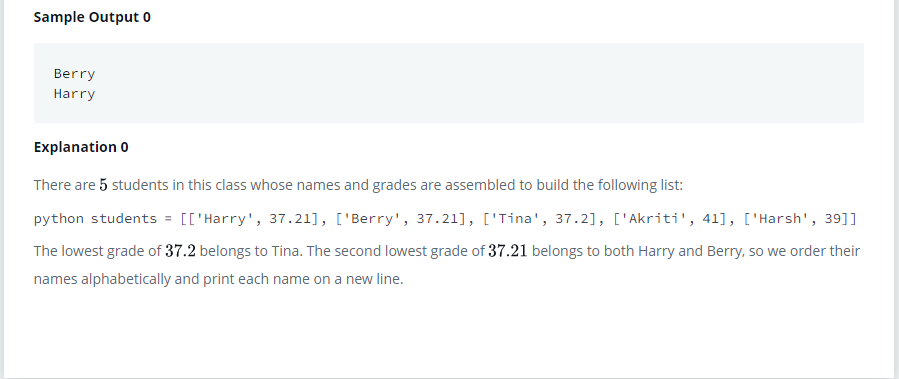 Sample Output 0
Berry
Harry
Explanation 0
There are 5 students in this class whose names and grades are assembled to build the following list:
python students = [['Harry', 37.21], ['Berry', 37.21], ['Tina', 37.2], ['Akriti', 41], ['Harsh', 39]]
The lowest grade of 37.2 belongs to Tina. The second lowest grade of 37.21 belongs to both Harry and Berry, so we order their
names alphabetically and print each name on a new line.